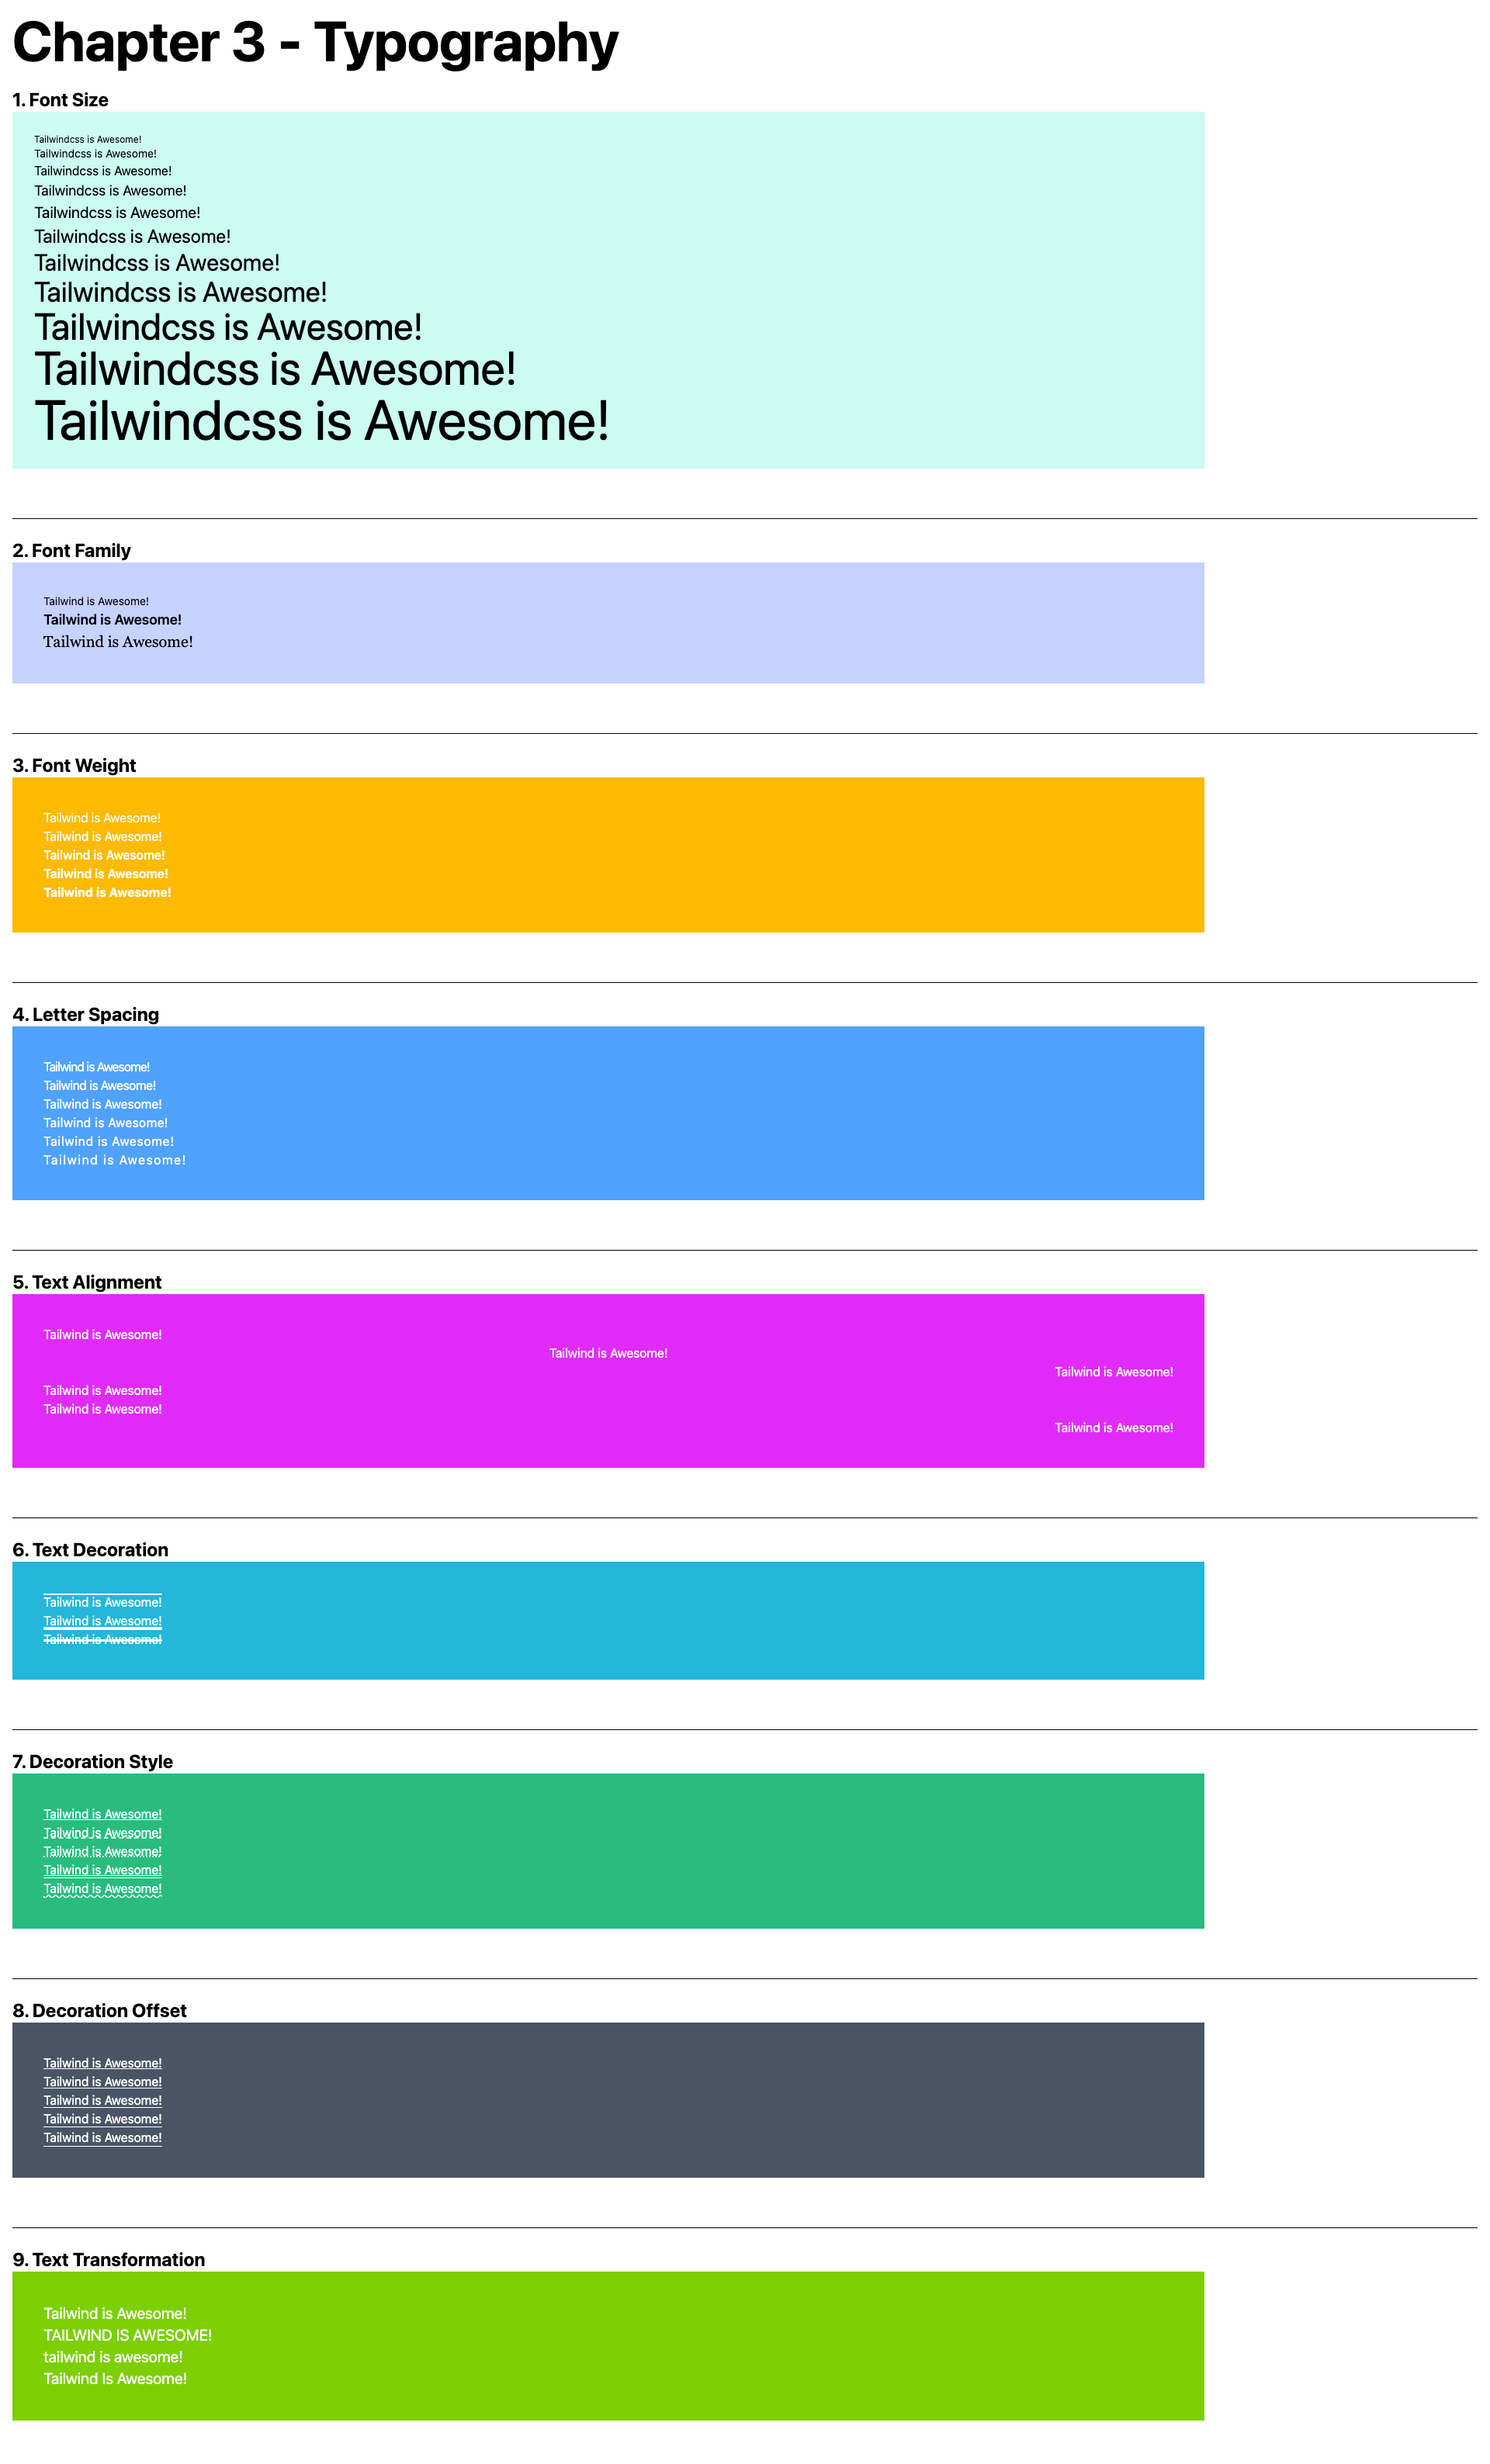 Chapter 3 - Typography
1. Font Size
Tailwindcss is Awesome!
Tailwindcss is Awesome!
Tailwindcss is Awesome!
Tailwindcss is Awesome!
Tailwindcss is Awesome!
Tailwindcss is Awesome!
Tailwindcss is Awesome!
Tailwindcss is Awesome!
Tailwindcss is Awesome!
Tailwindcss is Awesome!
Tailwindcss is Awesome!
2. Font Family
Tailwind is Awesome!
Tailwind is Awesome!
Tailwind is Awesome!
3. Font Weight
Tailwind is Awesome!
Tailwind is Awesome!
Tailwind is Awesome!
Tailwind is Awesome!
Tailwind is Awesome!
4. Letter Spacing
Tailwind is Awesome!
Tailwind is Awesome!
Tailwind is Awesome!
Tailwind is Awesome!
Tailwind is Awesome!
Tailwind is Awesome!
5. Text Alignment
Tailwind is Awesome!
Tailwind is Awesome!
Tailwind is Awesome!
Tailwind is Awesome!
Tailwind is Awesome!
Tailwind is Awesome!
6. Text Decoration
Tailwind is Awesome!
Tailwind is Awesome!
Tailwind is Awesome!
7. Decoration Style
Tailwind is Awesome!
Tailwind is Awesome!
Tailwind is Awesome!
Tailwind is Awesome!
Tailwind is Awesome!
8. Decoration Offset
Tailwind is Awesome!
Tailwind is Awesome!
Tailwind is Awesome!
Tailwind is Awesome!
Tailwind is Awesome!
9. Text Transformation
Tailwind is Awesome!
TAILWIND IS AWESOME!
tailwind is awesome!
Tailwind Is Awesome!